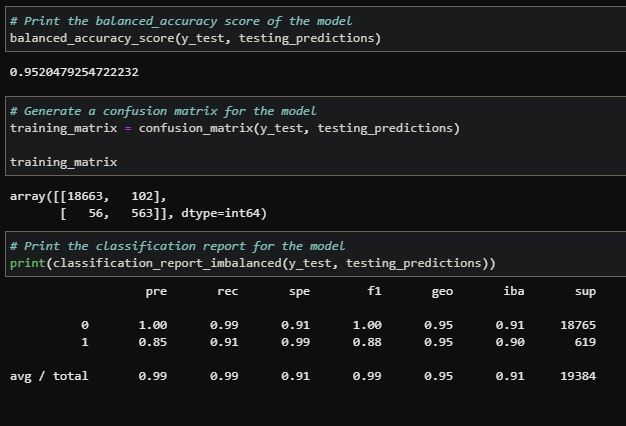 # Print the balanced_accuracy score of the model
balanced_accuracy_score(y_test, testing_predictions)
0.9520479254722232
# Generate a confusion matrix for the model
training_matrix = confusion_matrix(y_test, testing_predictions)
training_matrix
array([[18663,   102],
       [   56,   563]], dtype=int64)
# Print the classification report for the model
print(classification_report_imbalanced(y_test, testing_predictions))
                   pre       rec       spe        f1       geo       iba       sup
          0       1.00      0.99      0.91      1.00      0.95      0.91     18765
          1       0.85      0.91      0.99      0.88      0.95      0.90       619
avg / total       0.99      0.99      0.91      0.99      0.95      0.91     19384